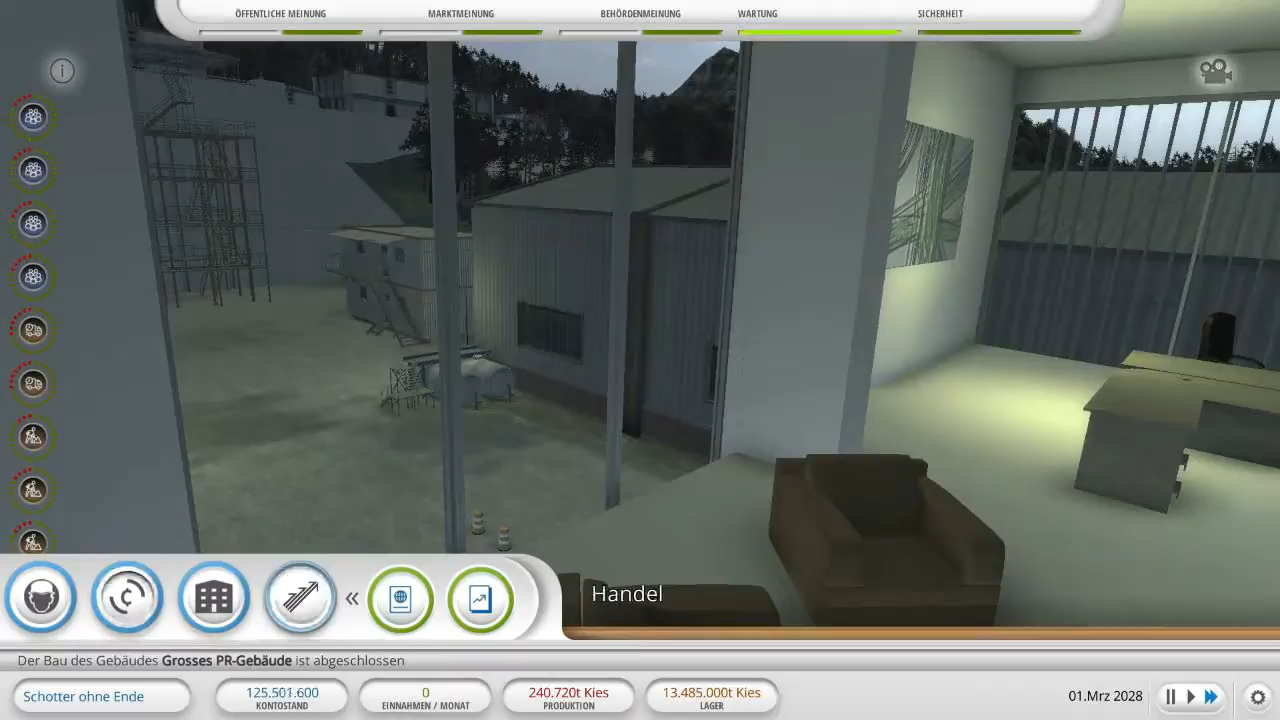 ÖFFENTLICHE MEINUNG MARKTMEINUNG BEHÖRDENMEINUNG WARTUNG SICHERHEIT
Handel
Der Bau des Gebäudes Grosses PR-Gebäude ist abgeschlossen
Schotter ohne Ende
125.501.600
KONTOSTAND
0
EINNAHMEN / MONAT
240.720t Kies
PRODUKTION
13.485.000t Kies
LAGER
01.Mrz 2028